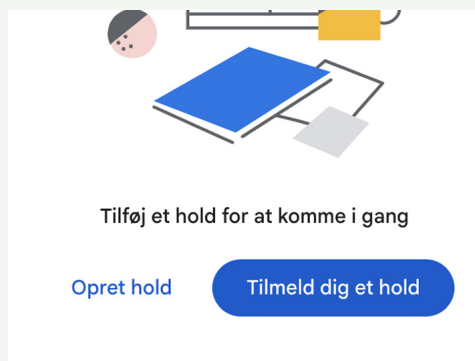 Tilføj et hold for at komme i gang
Opret hold
Tilmeld dig et hold